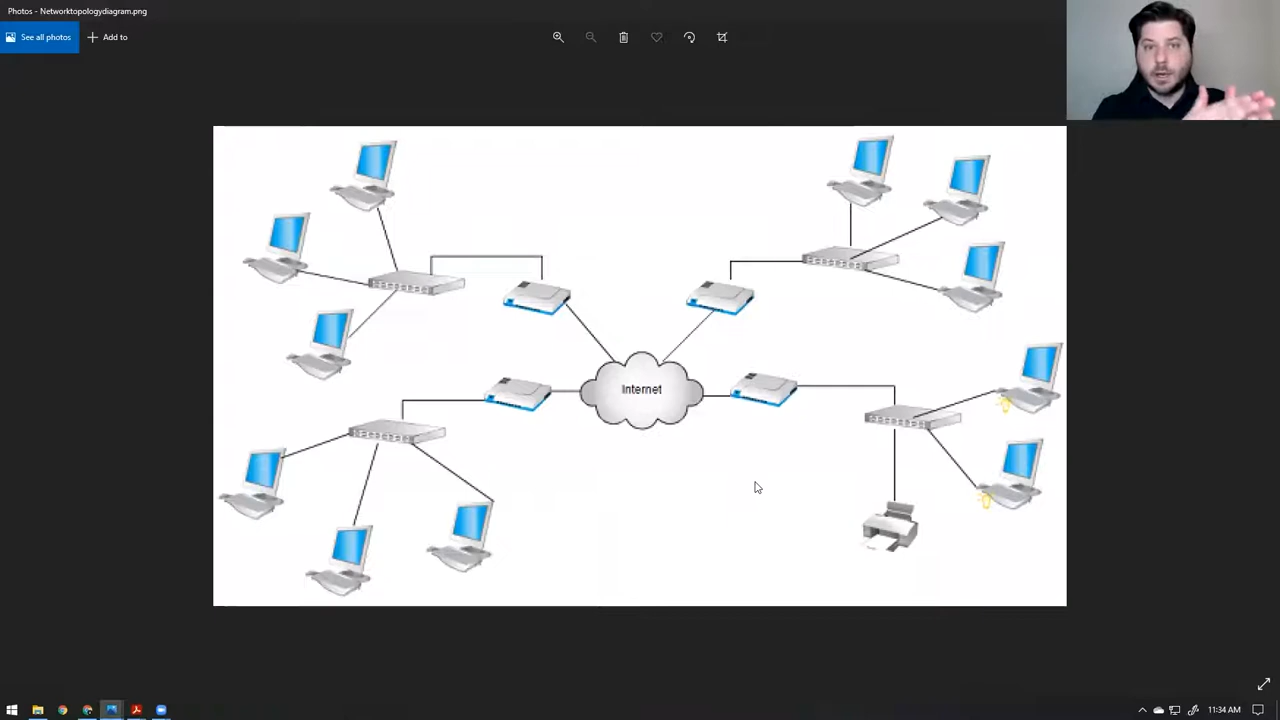 Photos - Networktopologydiagram.png
See all photos
Add to
Internet
11:34 AM